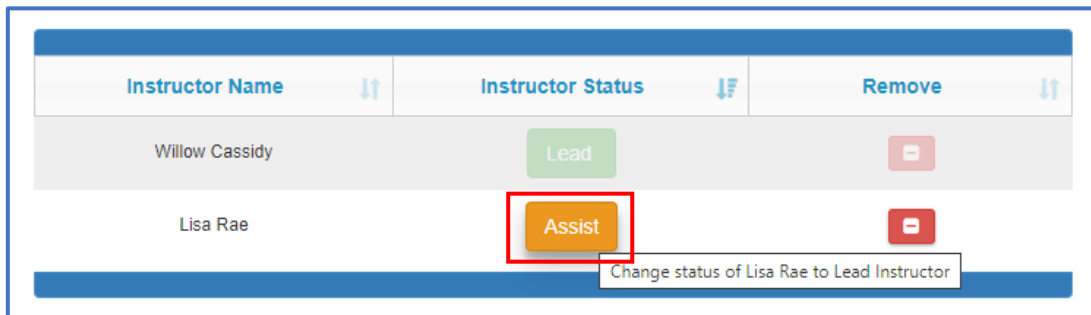 Instructor Name Instructor Status Remove
Willow Cassidy Lead
Lisa Rae Assist
Change status of Lisa Rae to Lead Instructor